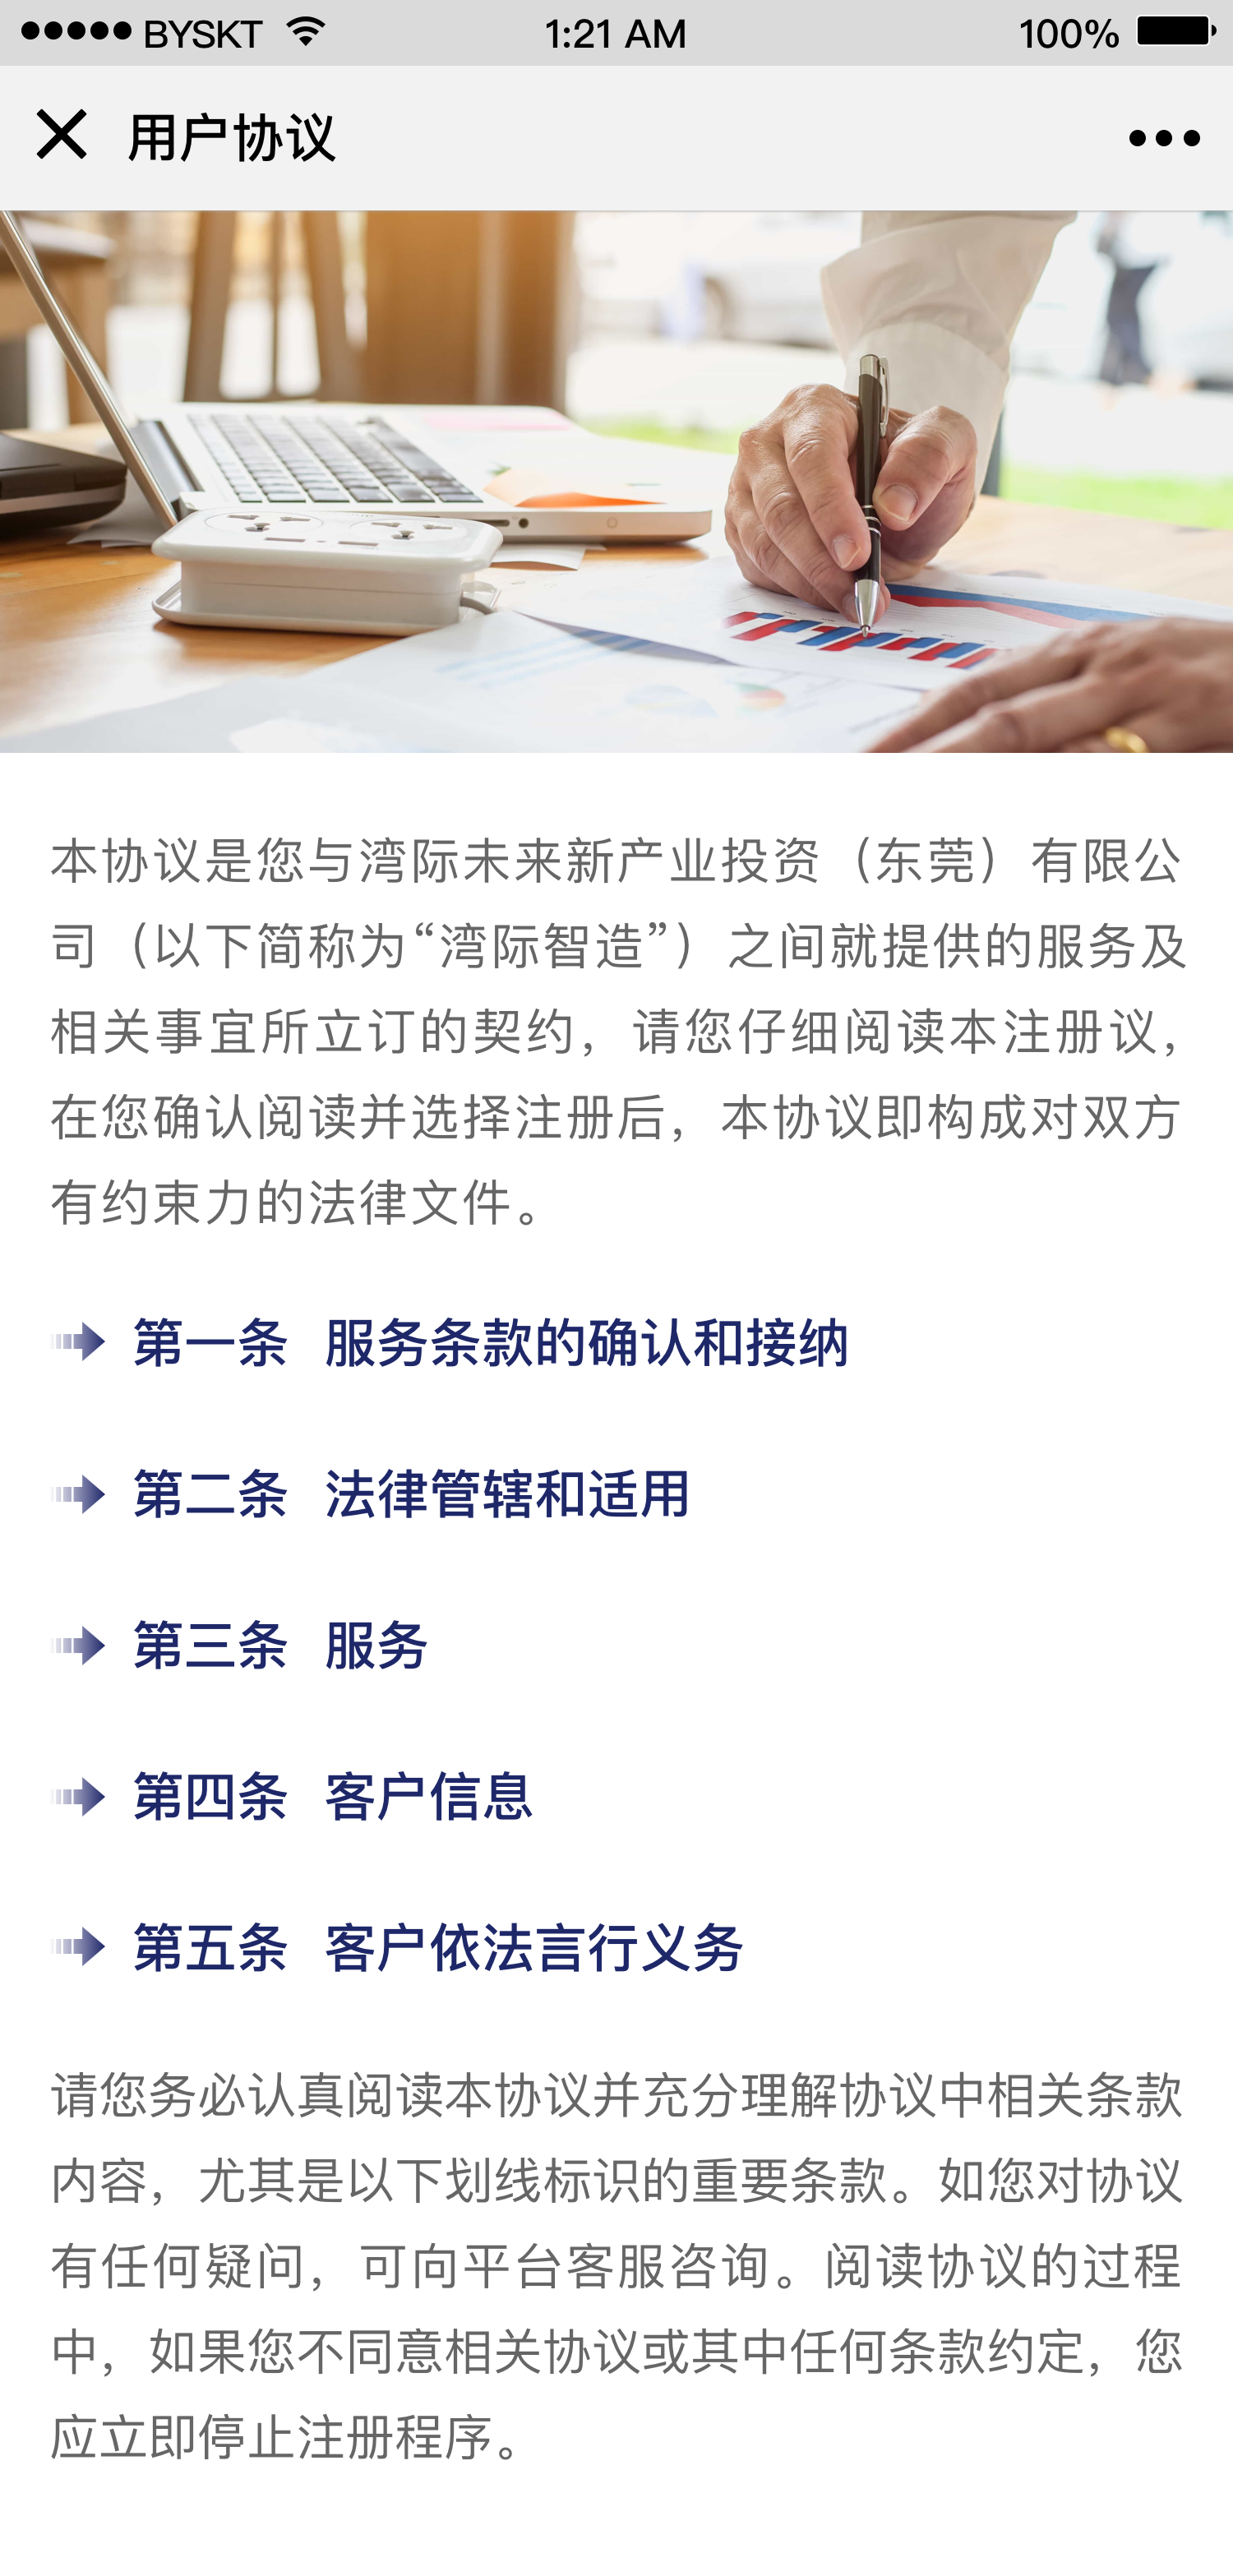 BYSKT 1:21 AM 100%
用户协议
本协议是您与湾际未来新产业投资（东莞）有限公
司（以下简称为“湾际智造”）之间就提供的服务及
相关事宜所立订的契约，请您仔细阅读本注册议，
在您确认阅读并选择注册后，本协议即构成对双方
有约束力的法律文件。
第一条 服务条款的确认和接纳
第二条 法律管辖和适用
第三条 服务
第四条 客户信息
第五条 客户依法言行义务
请您务必认真阅读本协议并充分理解协议中相关条款
内容，尤其是以下划线标识的重要条款。如您对协议
有任何疑问，可向平台客服咨询。阅读协议的过程
中，如果您不同意相关协议或其中任何条款约定，您
应立即停止注册程序。